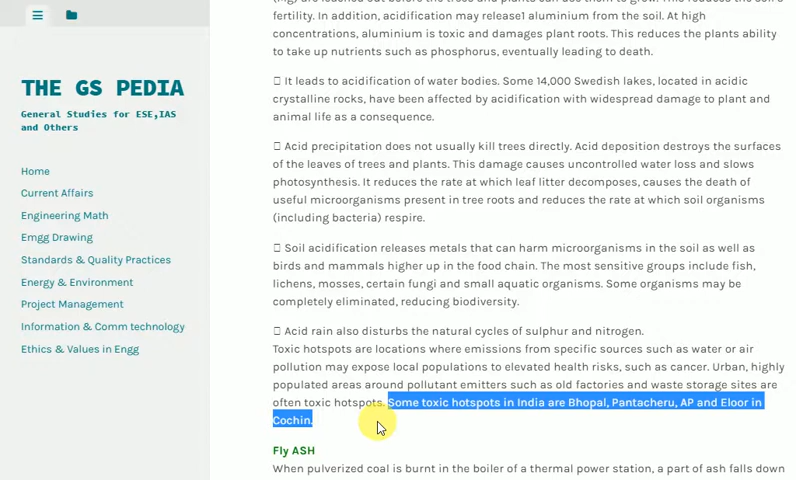 THE GS PEDIA
General Studies for ESE,IAS
and Others
Home
Current Affairs
Engineering Math
Emgg Drawing
Standards & Quality Practices
Energy & Environment
Project Management
Information & Comm technology
Ethics & Values in Engg
fertility. In addition, acidification may release1 aluminium from the soil. At high
concentrations, aluminium is toxic and damages plant roots. This reduces the plants ability
to take up nutrients such as phosphorus, eventually leading to death.
It leads to acidification of water bodies. Some 14,000 Swedish lakes, located in acidic
crystalline rocks, have been affected by acidification with widespread damage to plant and
animal life as a consequence.
Acid precipitation does not usually kill trees directly. Acid deposition destroys the surfaces
of the leaves of trees and plants. This damage causes uncontrolled water loss and slows
photosynthesis. It reduces the rate at which leaf litter decomposes, causes the death of
useful microorganisms present in tree roots and reduces the rate at which soil organisms
(including bacteria) respire.
Soil acidification releases metals that can harm microorganisms in the soil as well as
birds and mammals higher up in the food chain. The most sensitive groups include fish,
lichens, mosses, certain fungi and small aquatic organisms. Some organisms may be
completely eliminated, reducing biodiversity.
Acid rain also disturbs the natural cycles of sulphur and nitrogen.
Toxic hotspots are locations where emissions from specific sources such as water or air
pollution may expose local populations to elevated health risks, such as cancer. Urban, highly
populated areas around pollutant emitters such as old factories and waste storage sites are
often toxic hotspots. Some toxic hotspots in India are Bhopal, Pantacheru, AP and Eloor in
Cochin.
Fly ASH
When pulverized coal is burnt in the boiler of a thermal power station, a part of ash falls down